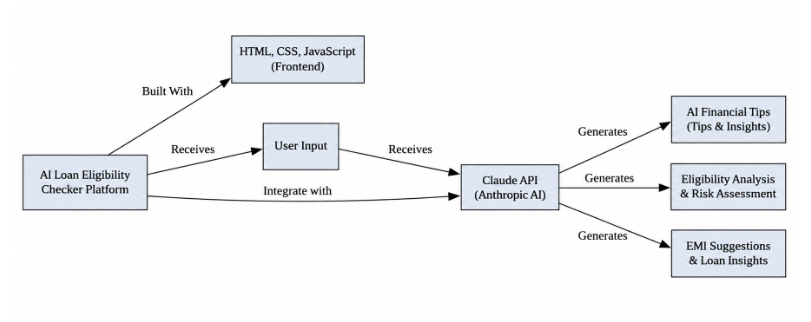 HTML, CSS, JavaScript
(Frontend)
Built With
AI Loan Eligibility
Checker Platform
Receives
User Input
Receives
Integrate with
Claude API
(Anthropic AI)
Generates
AI Financial Tips
(Tips & Insights)
Generates
Eligibility Analysis
& Risk Assessment
Generates
EMI Suggestions
& Loan Insights